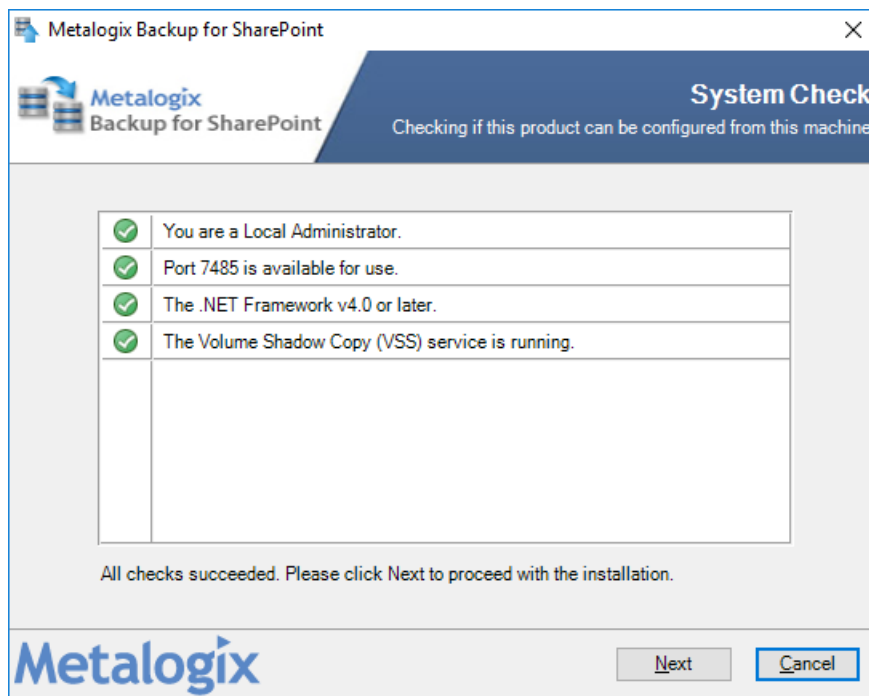 Metalogix Backup for SharePoint
System Check
Metalogix
Backup for SharePoint
Checking if this product can be configured from this machine
You are a Local Administrator.
Port 7485 is available for use.
The .NET Framework v4.0 or later.
The Volume Shadow Copy (VSS) service is running.
All checks succeeded. Please click Next to proceed with the installation.
Metalogix
Next
Cancel